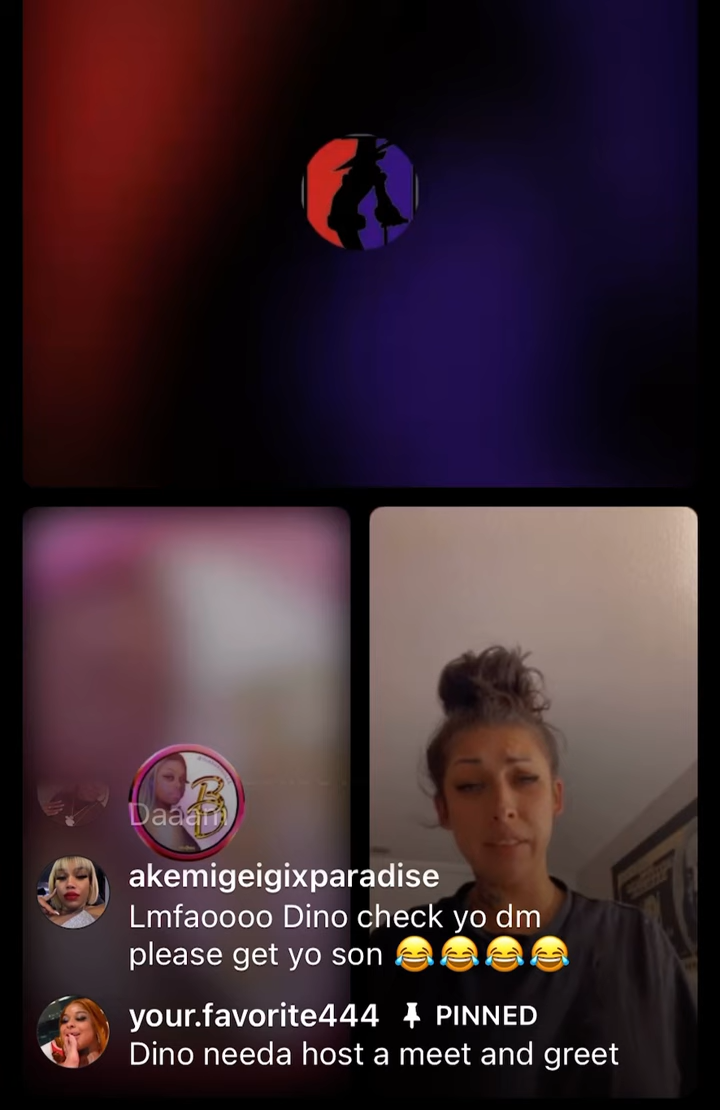 Daaam
akemigeigixparadise
Lmfaoooo Dino check yo dm
please get yo son 😂😂😂😂
your.favorite444 📌 PINNED
Dino needa host a meet and greet